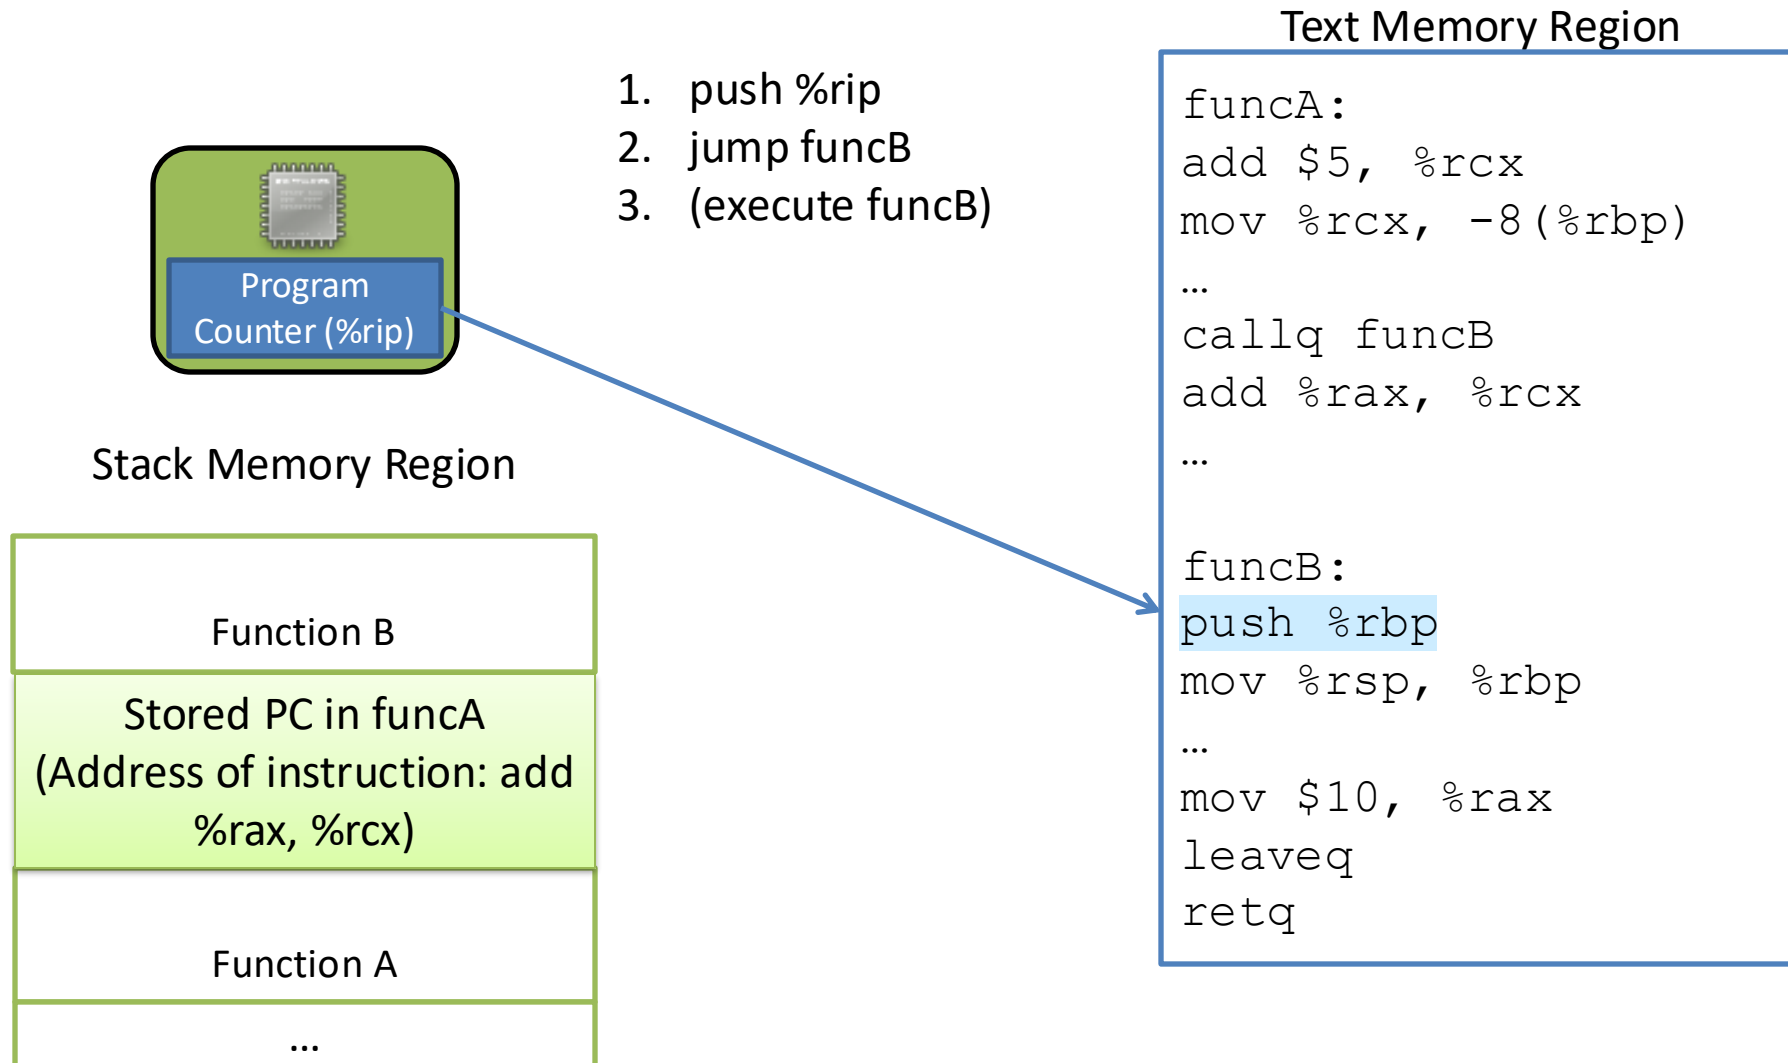 Text Memory Region
1. push %rip
2. jump funcB
3. (execute funcB)
Program
Counter (%rip)
Stack Memory Region
Function B
Stored PC in funcA
(Address of instruction: add
%rax, %rcx)
Function A
…
funcA:
add $5, %rcx
mov %rcx, -8(%rbp)
…
callq funcB
add %rax, %rcx
…
funcB:
push %rbp
mov %rsp, %rbp
…
mov $10, %rax
leaveq
retq